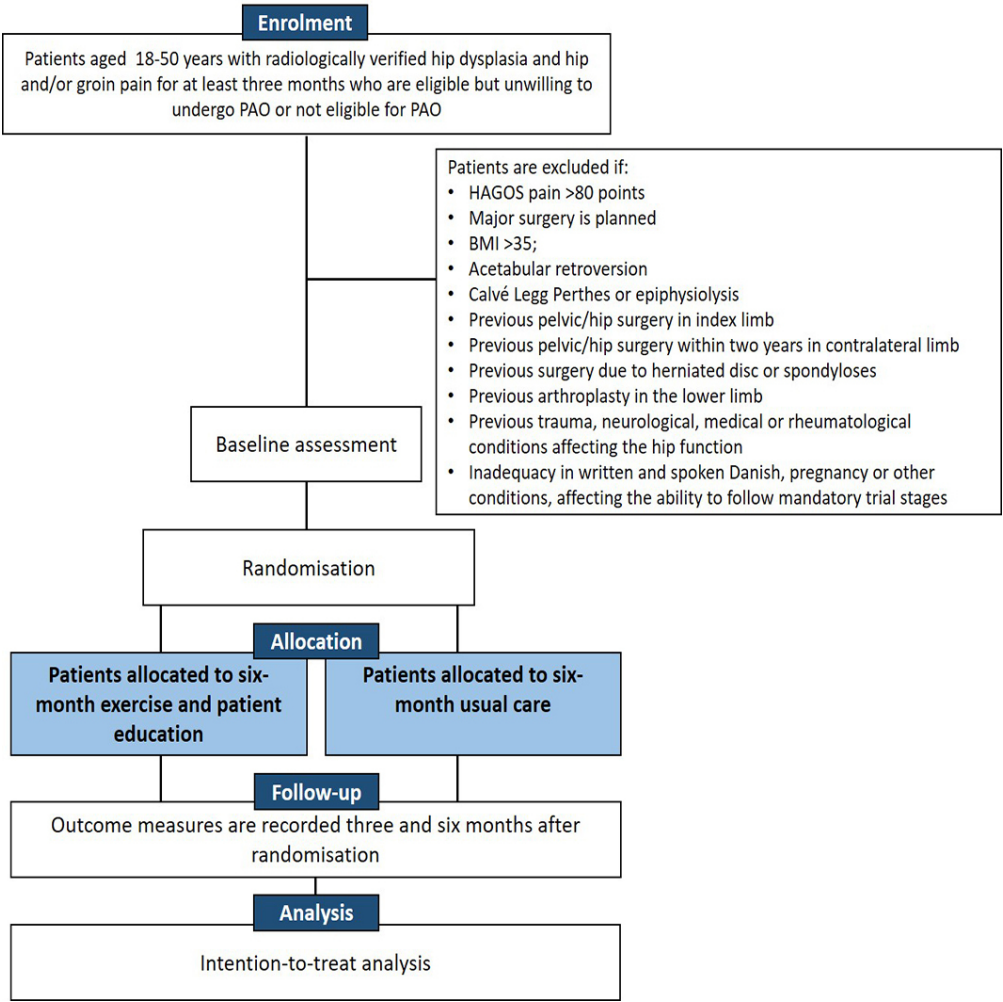 Enrolment
Patients aged 18-50 years with radiologically verified hip dysplasia and hip
and/or groin pain for at least three months who are eligible but unwilling to
undergo PAO or not eligible for PAO
Patients are excluded if:
• HAGOS pain >80 points
• Major surgery is planned
• BMI >35;
• Acetabular retroversion
• Calvé Legg Perthes or epiphysiolysis
• Previous pelvic/hip surgery in index limb
• Previous pelvic/hip surgery within two years in contralateral limb
• Previous surgery due to herniated disc or spondyloses
• Previous arthroplasty in the lower limb
• Previous trauma, neurological, medical or rheumatological
conditions affecting the hip function
• Inadequacy in written and spoken Danish, pregnancy or other
conditions, affecting the ability to follow mandatory trial stages
Baseline assessment
Randomisation
Allocation
Patients allocated to six-
month exercise and patient
education
Patients allocated to six-
month usual care
Follow-up
Outcome measures are recorded three and six months after
randomisation
Analysis
Intention-to-treat analysis